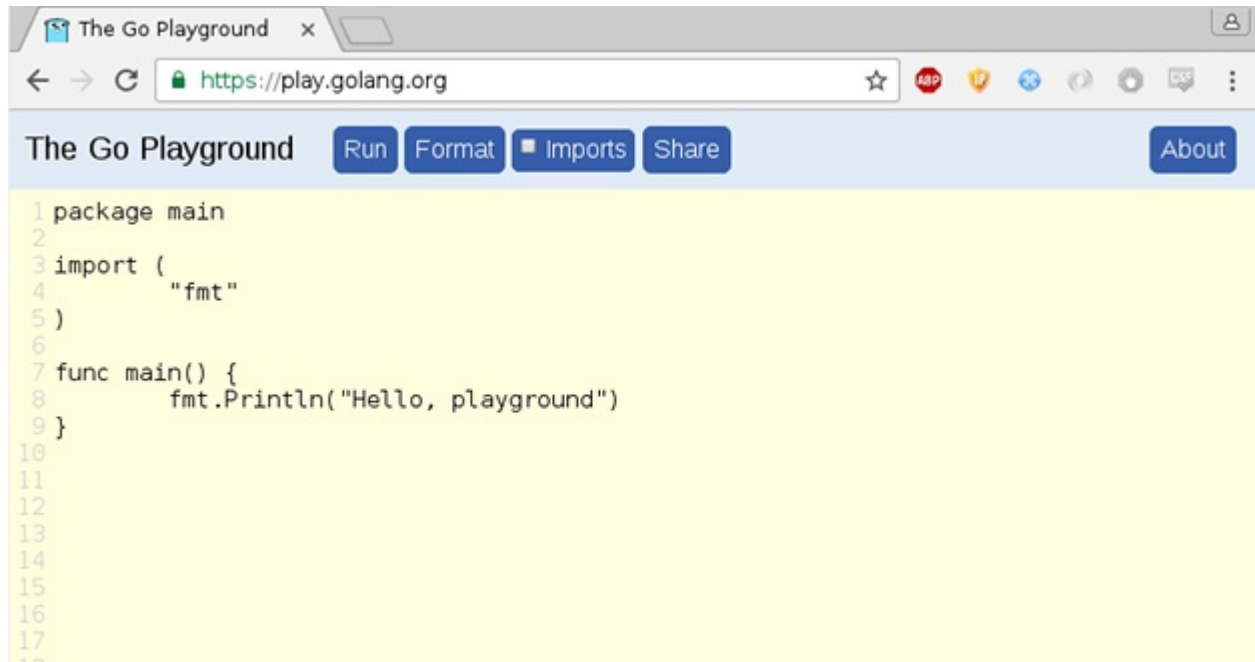 The Go Playground
https://play.golang.org
ABP
The Go Playground Run Format Imports Share About
1 package main
2
3 import (
4 "fmt"
5 )
6
7 func main() {
8 fmt.Println("Hello, playground")
9 }
10
11
12
13
14
15
16
17